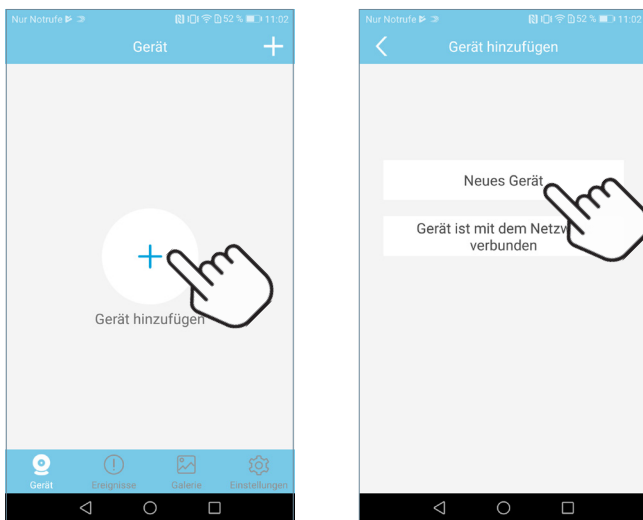 Nur Notrufe 52 % 11:02
Gerät
Gerät hinzufügen
Gerät Ereignisse Galerie Einstellungen
Nur Notrufe 52 % 11:02
Gerät hinzufügen
Neues Gerät
Gerät ist mit dem
verbunden